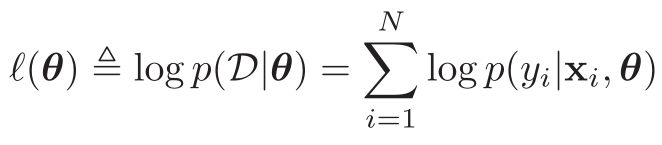 ℓ(θ) ≜ log p(𝒟|θ) = ∑_{i=1}^{N} log p(y_i|x_i, θ)